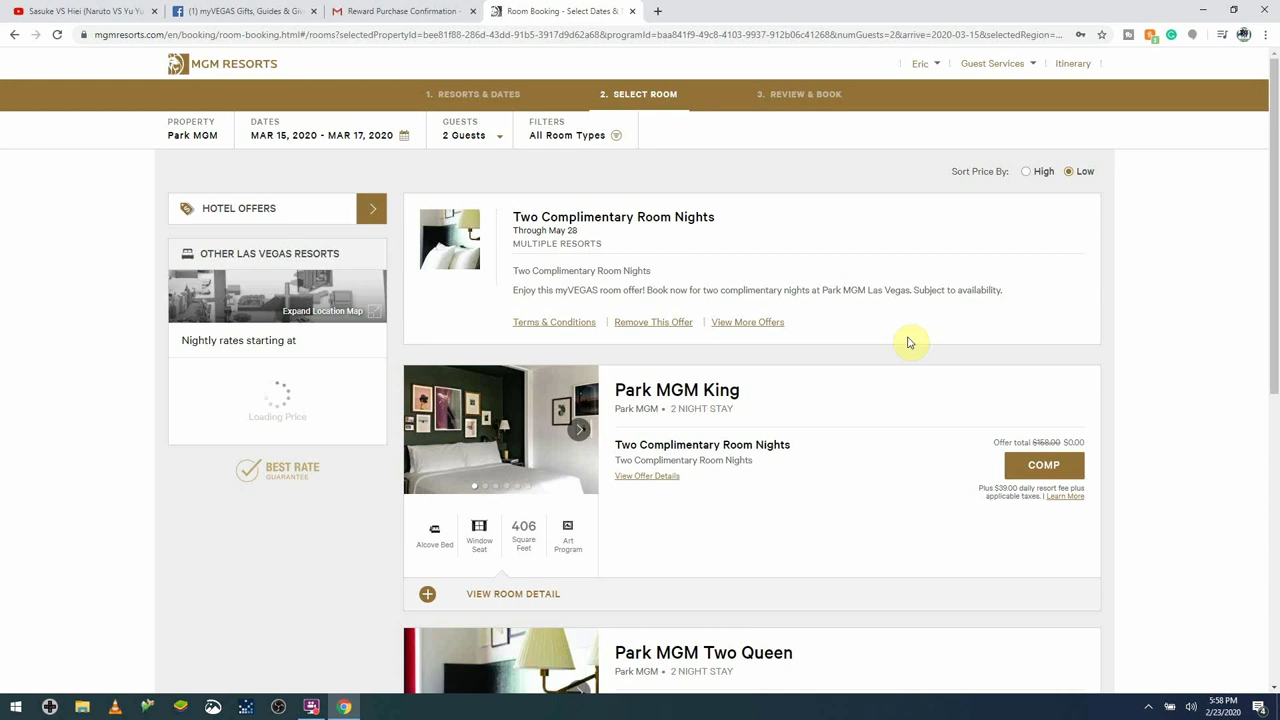 Sasuke VS Hiei (Naruto VS Yu Yu
(3) myVEGAS Gifts, Guides & Give
Reward Purchase Confirmation -
Room Booking - Select Dates &
mgmresorts.com/en/booking/room-booking.html#/rooms?selectedPropertyId=bee81f88-286d-43dd-91b5-3917d9d62a68&programId=baa841f9-49c8-4103-9937-bb06c41268&numGuests=2&arrive=2020-03-15&selectedRegion=...
MGM RESORTS
Eric
Guest Services
Itinerary
1. RESORTS & DATES
2. SELECT ROOM
3. REVIEW & BOOK
PROPERTY
Park MGM
DATES
MAR 15, 2020 - MAR 17, 2020
GUESTS
2 Guests
FILTERS
All Room Types
Sort Price By:
High
Low
HOTEL OFFERS
OTHER LAS VEGAS RESORTS
Expand Location Map
Nightly rates starting at
Loading Price
BEST RATE
GUARANTEE
Two Complimentary Room Nights
Through May 28
MULTIPLE RESORTS
Two Complimentary Room Nights
Enjoy this myVEGAS room offer! Book now for two complimentary nights at Park MGM Las Vegas. Subject to availability.
Terms & Conditions
Remove This Offer
View More Offers
Park MGM King
Park MGM • 2 NIGHT STAY
Two Complimentary Room Nights
Two Complimentary Room Nights
View Offer Details
Offer total $158.00 $0.00
COMP
Plus $39.00 daily resort fee plus
applicable taxes. | Learn More
Alcove Bed
Window
Seat
406
Square
Feet
Art
Program
VIEW ROOM DETAIL
Park MGM Two Queen
Park MGM • 2 NIGHT STAY
5:58 PM
2/23/2020